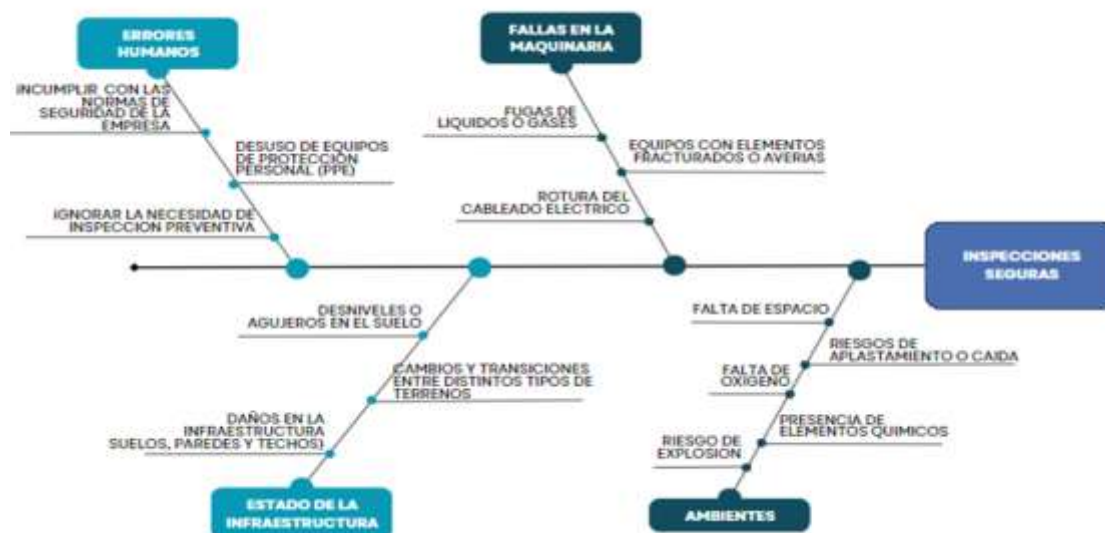 ERRORES
HUMANOS
INCUMPLIR CON LAS
NORMAS DE
SEGURIDAD DE LA
EMPRESA
DESUSO DE EQUIPOS
DE PROTECCIÓN
PERSONAL (PPE)
IGNORAR LA NECESIDAD DE
INSPECCION PREVENTIVA
FALLAS EN LA
MAQUINARIA
FUGAS DE
LIQUIDOS O GASES
EQUIPOS CON ELEMENTOS
FRACTURADOS O AVERIAS
ROTURA DEL
CABLEADO ELECTRICO
INSPECCIONES
SEGURAS
DESNIVELES O
AGUJEROS EN EL SUELO
CAMBIOS Y TRANSICIONES
ENTRE DISTINTOS TIPOS DE
TERRENOS
DAÑOS EN LA
INFRAESTRUCTURA
SUELOS, PAREDES Y TECHOS)
ESTADO DE LA
INFRAESTRUCTURA
FALTA DE ESPACIO
RIESGOS DE
APLASTAMIENTO O CAIDA
FALTA DE
OXIGENO
PRESENCIA DE
ELEMENTOS QUIMICOS
RIESGO DE
EXPLOSION
AMBIENTES